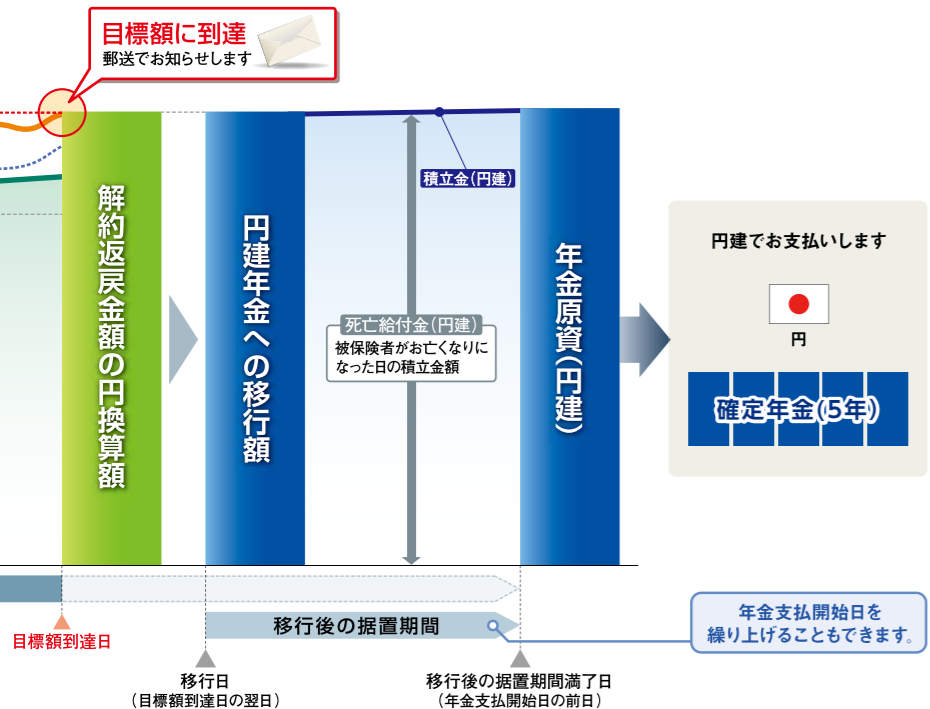 目標額に到達
郵送でお知らせします
積立金(円建)
解約返戻金額の円換算額
円建年金への移行額
死亡給付金(円建)
被保険者がお亡くなりに
なった日の積立金額
年金原資(円建)
円建でお支払いします
円
確定年金(5年)
移行後の据置期間
年金支払開始日を
繰り上げることもできます。
目標額到達日
移行日
(目標額到達日の翌日)
移行後の据置期間満了日
(年金支払開始日の前日)